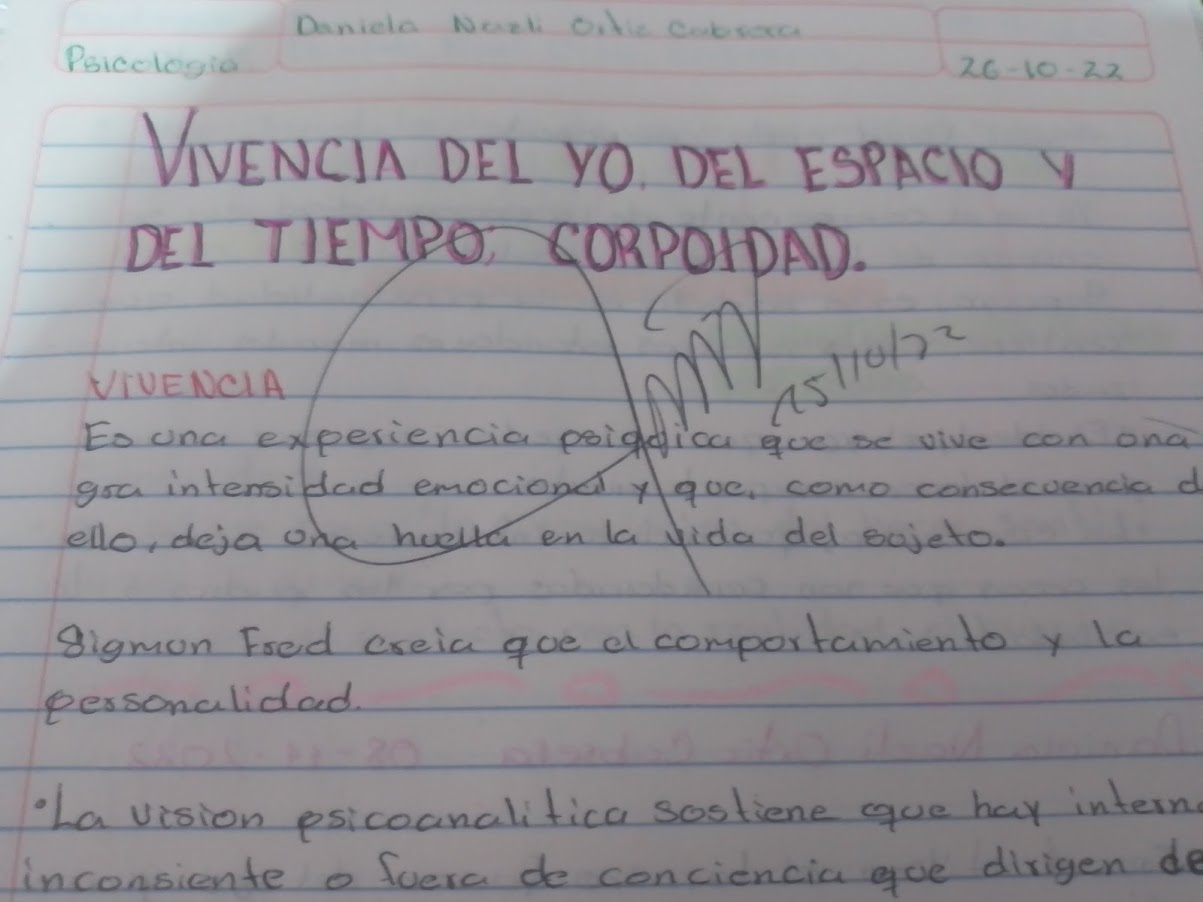 Daniela Nazli Ortiz Cabrera
Psicologia
26-10-22
VIVENCIA DEL YO. DEL ESPACIO Y
DEL TIEMPO; CORPOIDAD.
25/10/22
VIVENCIA
Es una experiencia psiquica que se vive con una
gra intensidad emocional y que, como consecuencia d
ello, deja una huella en la vida del sujeto.
Sigmon Fred creia que el comportamiento y la
personalidad.
•La vision psicoanalitica sostiene que hay interna
inconsiente o fuera de conciencia que dirigen de